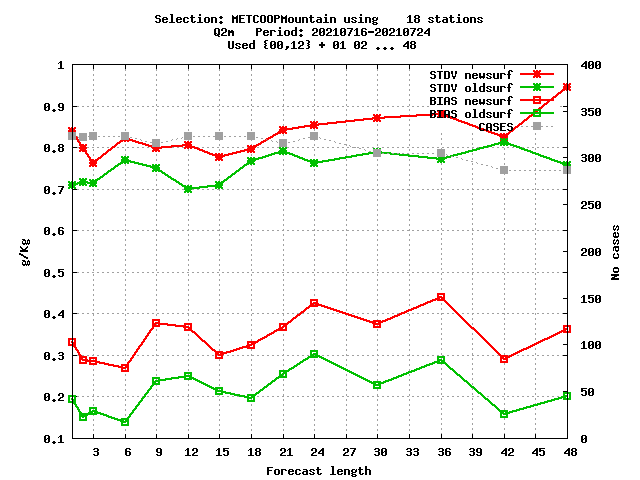 Selection: METCOOPMountain using    18 stations
Q2m   Period: 20210716-20210724
Used {00,12} + 01 02 ... 48
STDV newsurf
STDV oldsurf
BIAS newsurf
BIAS oldsurf
CASES
g/Kg
1
0,9
0,8
0,7
0,6
0,5
0,4
0,3
0,2
0,1
No cases
400
350
300
250
200
150
100
50
0
3 6 9 12 15 18 21 24 27 30 33 36 39 42 45 48
Forecast length